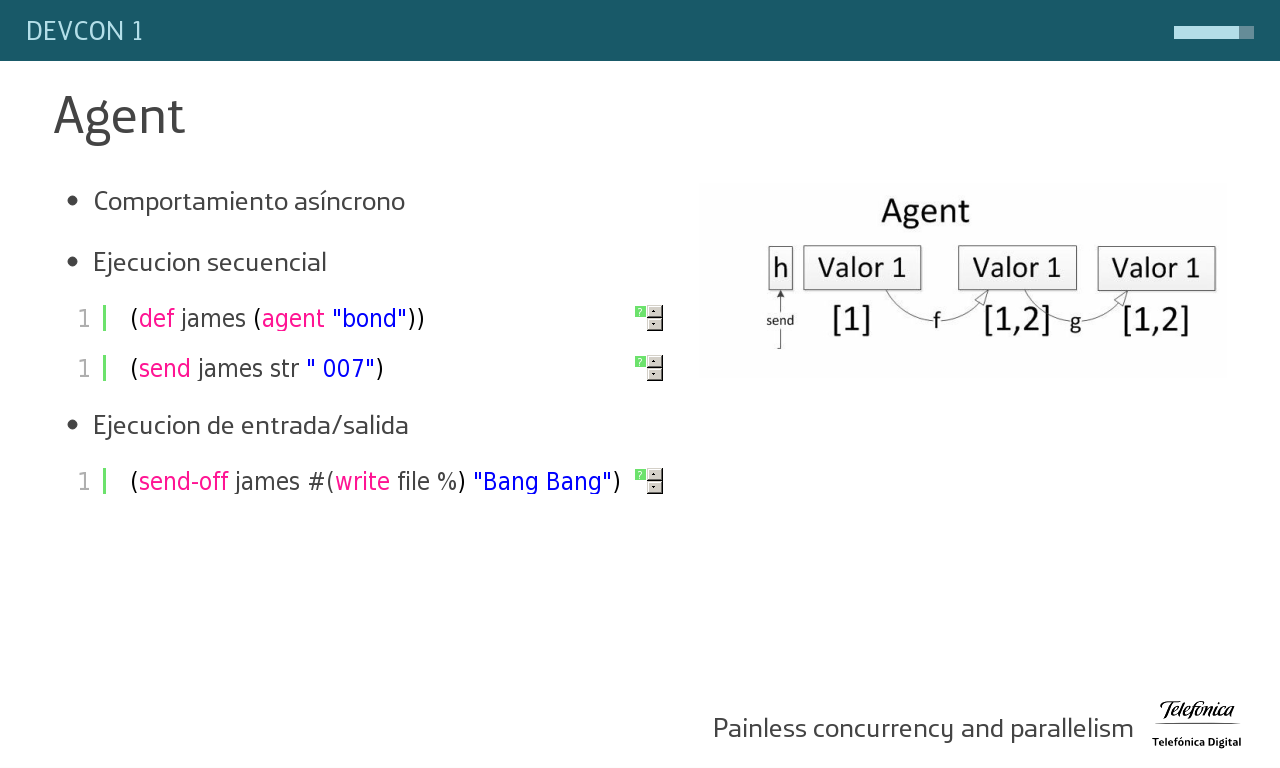 DEVCON 1
Agent
• Comportamiento asíncrono
• Ejecucion secuencial
1 (def james (agent "bond"))
?
1 (send james str " 007")
?
• Ejecucion de entrada/salida
1 (send-off james #(write file %) "Bang Bang")
?
Agent
h Valor 1 Valor 1 Valor 1
send [1] f [1,2] g [1,2]
Painless concurrency and parallelism
Telefónica
Telefónica Digital